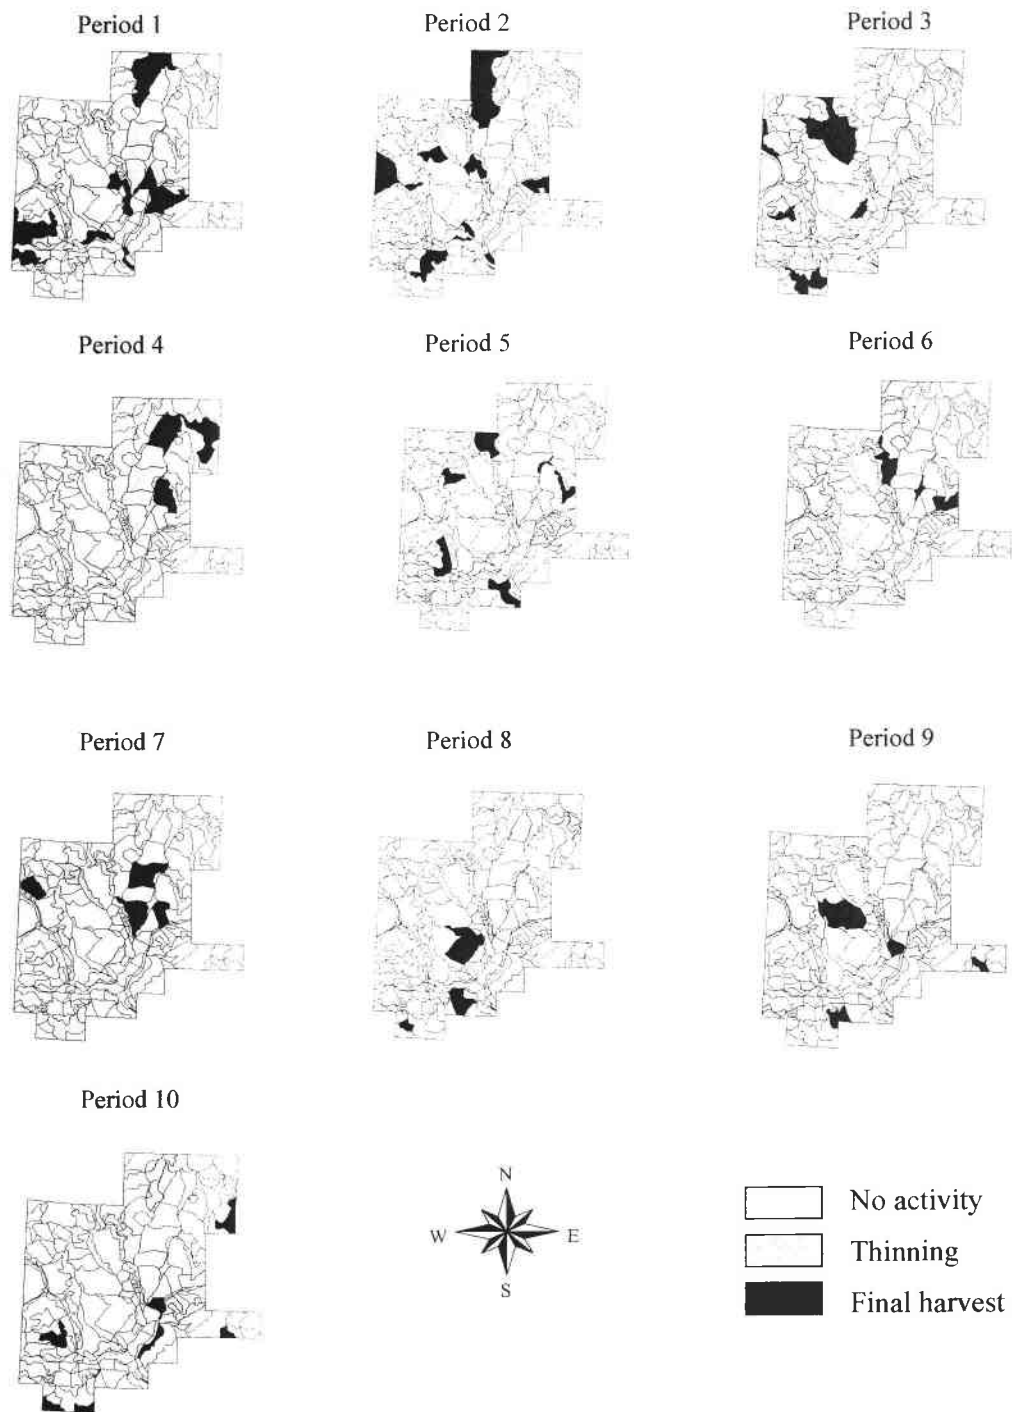 Period 1
Period 2
Period 3
Period 4
Period 5
Period 6
Period 7
Period 8
Period 9
Period 10
N
W E
S
No activity
Thinning
Final harvest